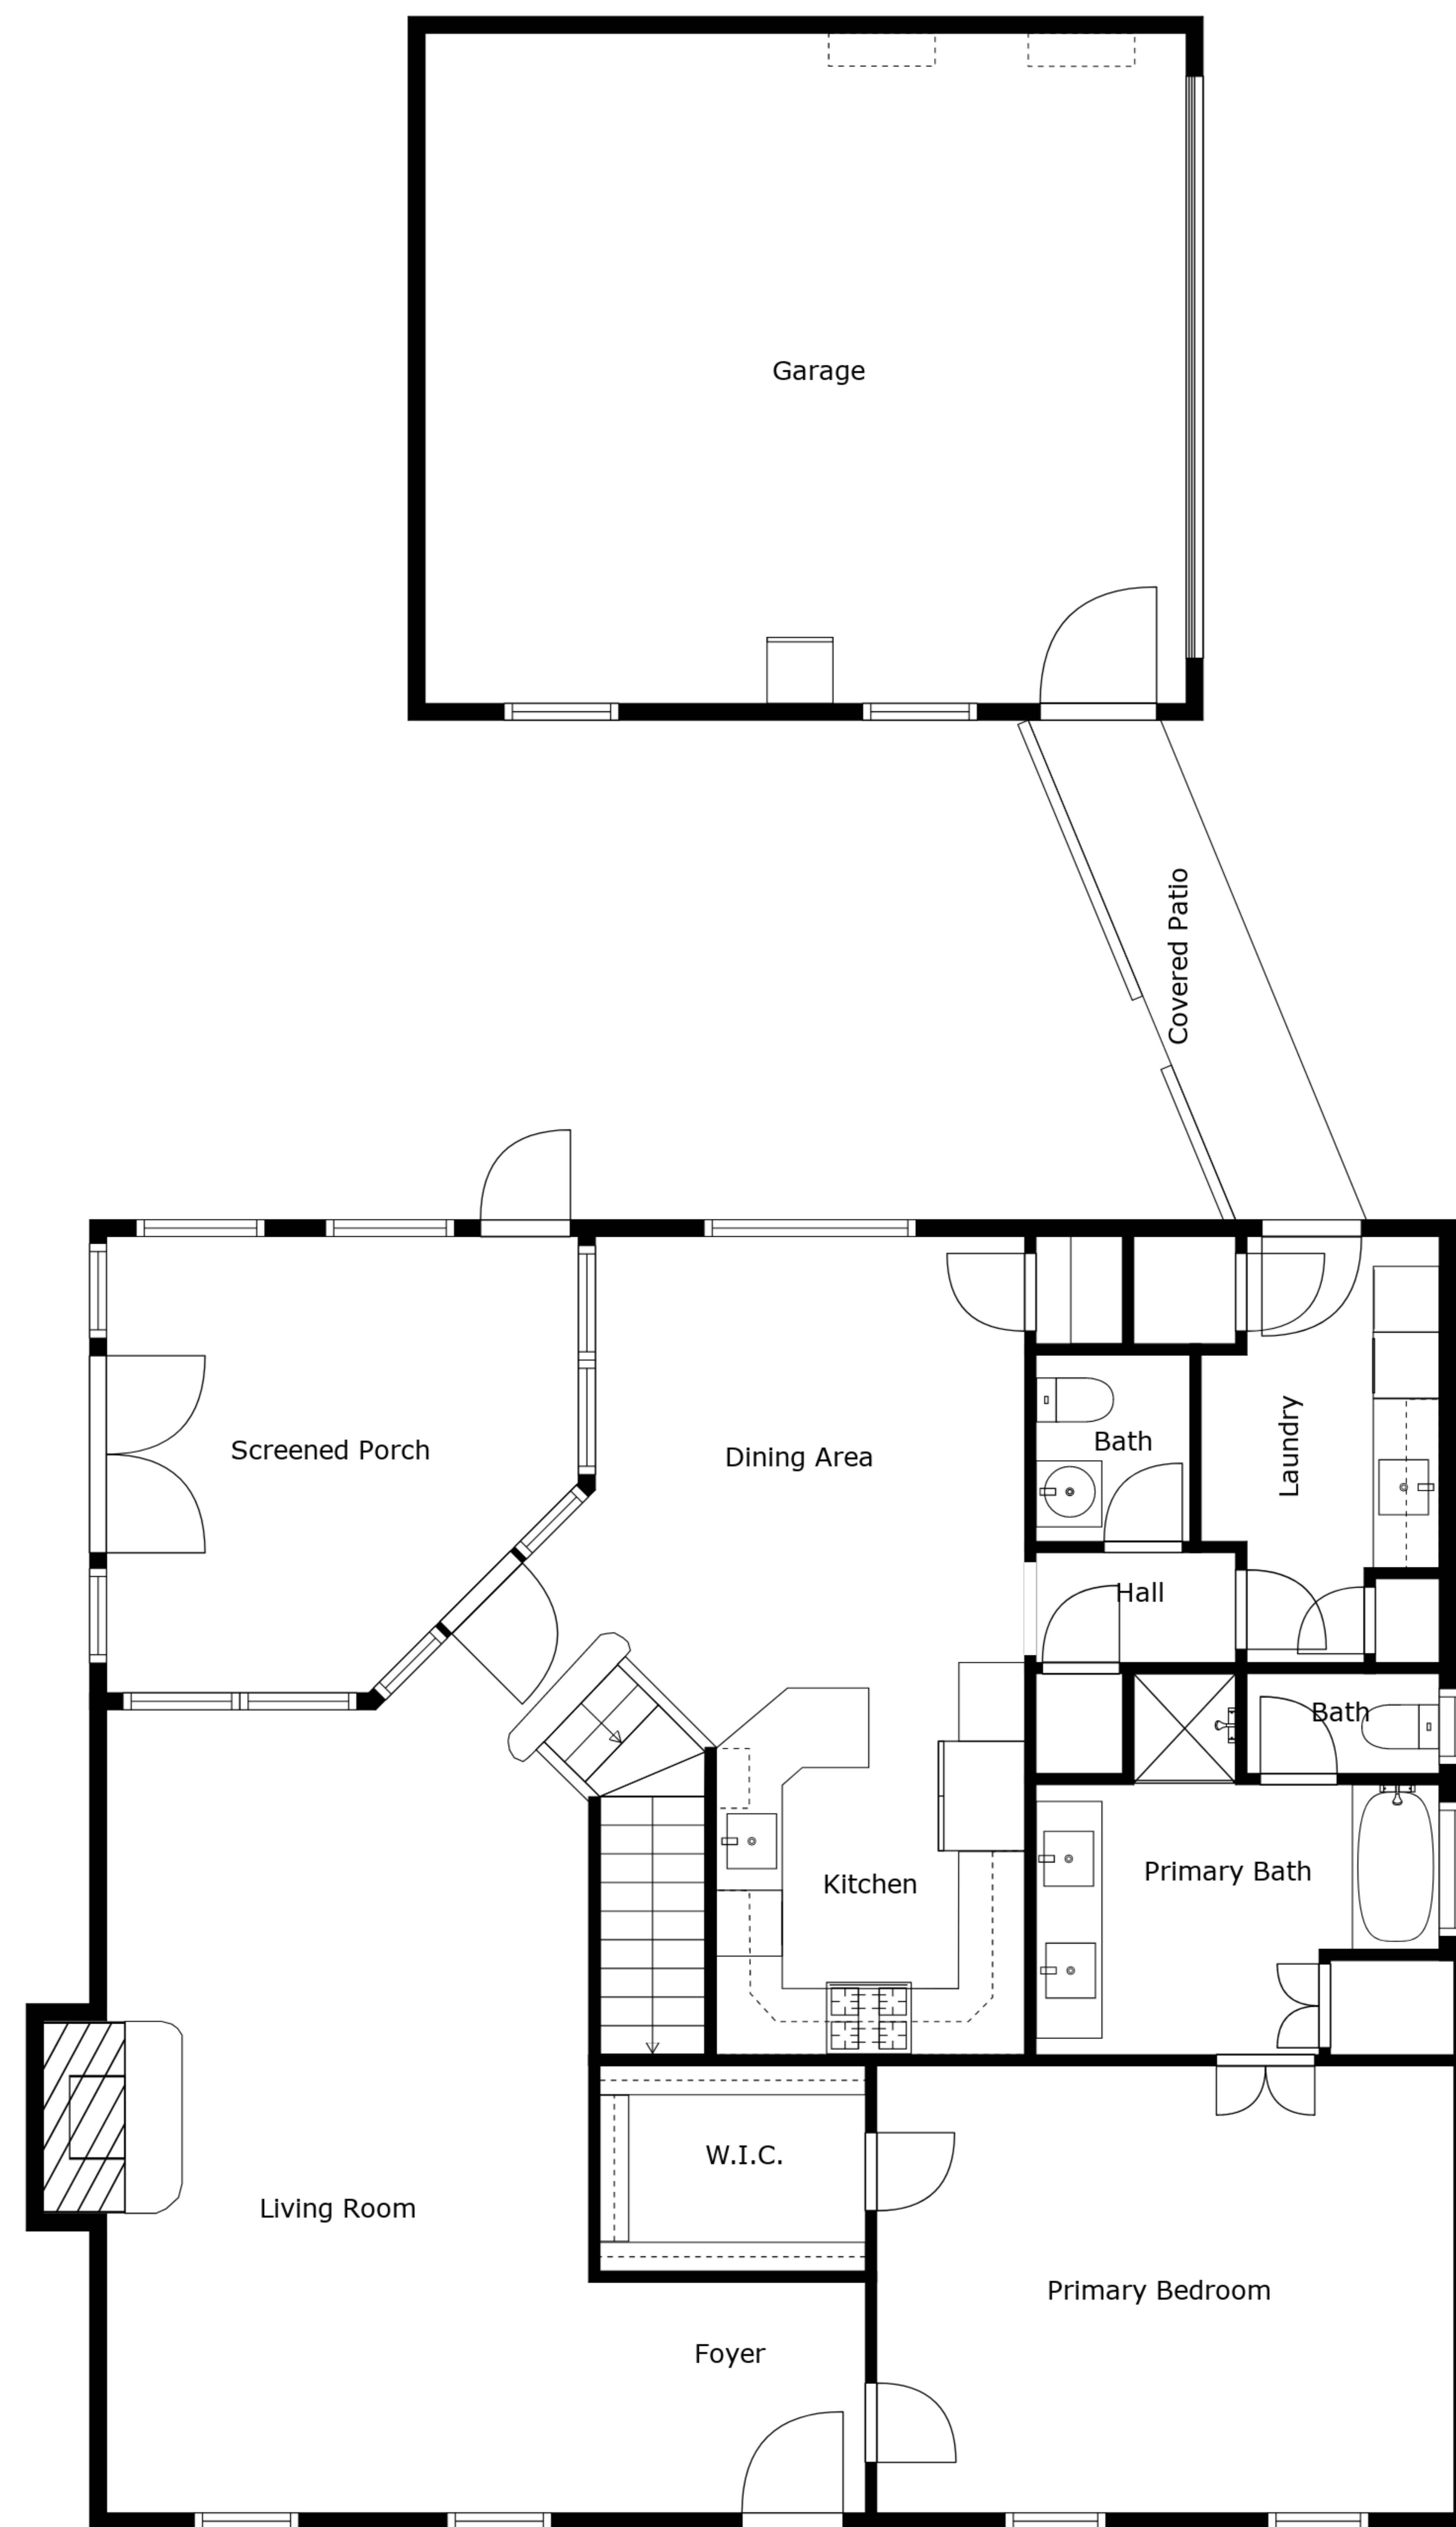 Garage
Covered Patio
Screened Porch
Dining Area
Bath
Laundry
Hall
Bath
Kitchen
Primary Bath
W.I.C.
Living Room
Primary Bedroom
Foyer